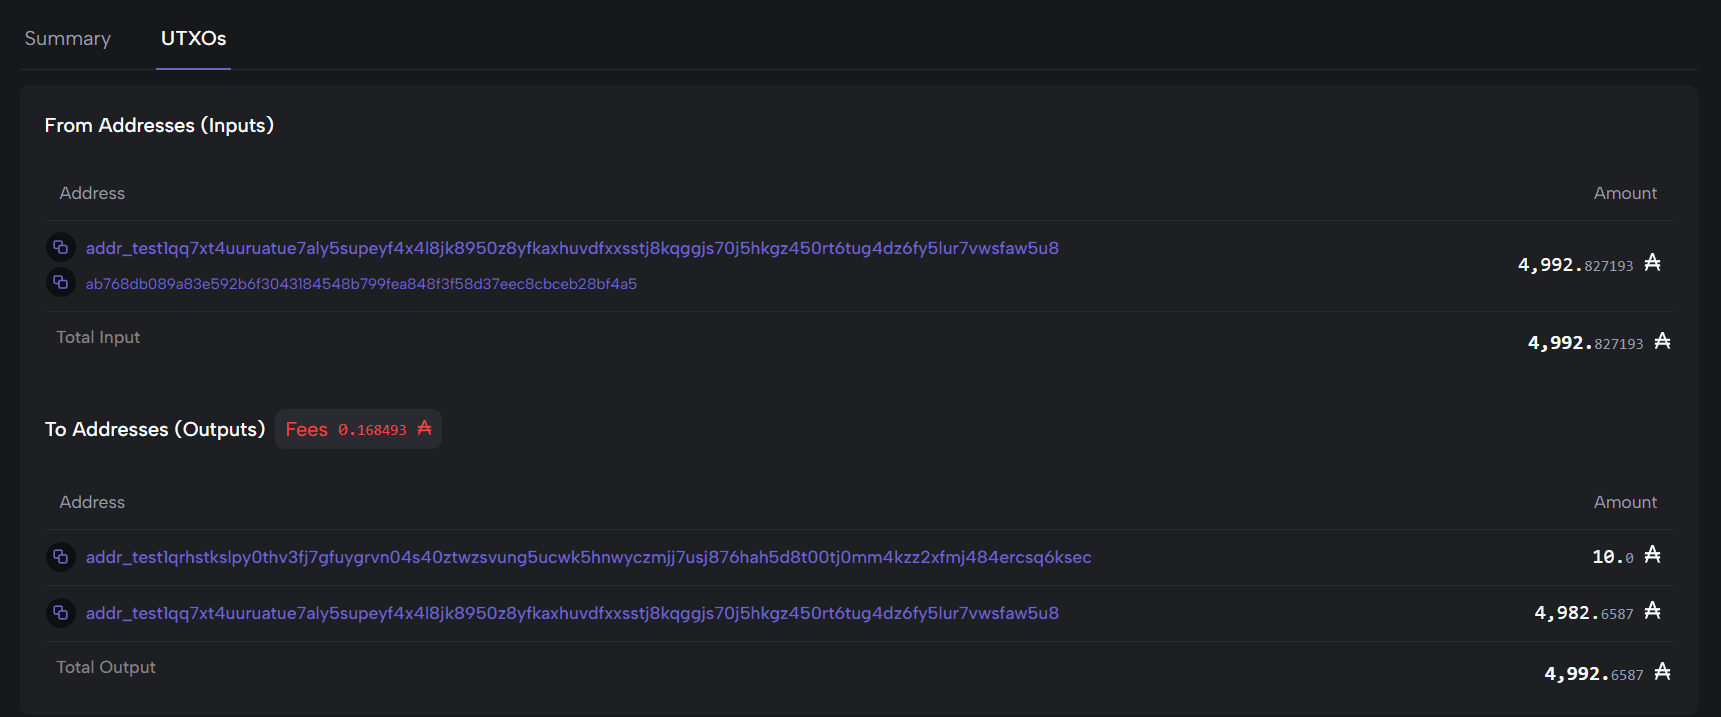 Summary UTXOs
From Addresses (Inputs)
Address Amount
addr_test1qq7xt4uuruatue7aly5supeyf4x4l8jk8950z8yfkaxhuvdfxxsstj8kqggjs70j5hkgz450rt6tug4dz6fy5lur7vwsfaw5u8 4,992.827193 ₳
ab768db089a83e592b6f3043184548b799fea848f3f58d37eec8cbceb28bf4a5
Total Input 4,992.827193 ₳
To Addresses (Outputs) Fees 0.168493 ₳
Address Amount
addr_test1qrhstkslpy0thv3fj7gfuygrvn04s40ztwzsvung5ucwk5hnwyczmjj7usj876hah5d8t00tj0mm4kzz2xfmj484ercsq6ksec 10.0 ₳
addr_test1qq7xt4uuruatue7aly5supeyf4x4l8jk8950z8yfkaxhuvdfxxsstj8kqggjs70j5hkgz450rt6tug4dz6fy5lur7vwsfaw5u8 4,982.6587 ₳
Total Output 4,992.6587 ₳